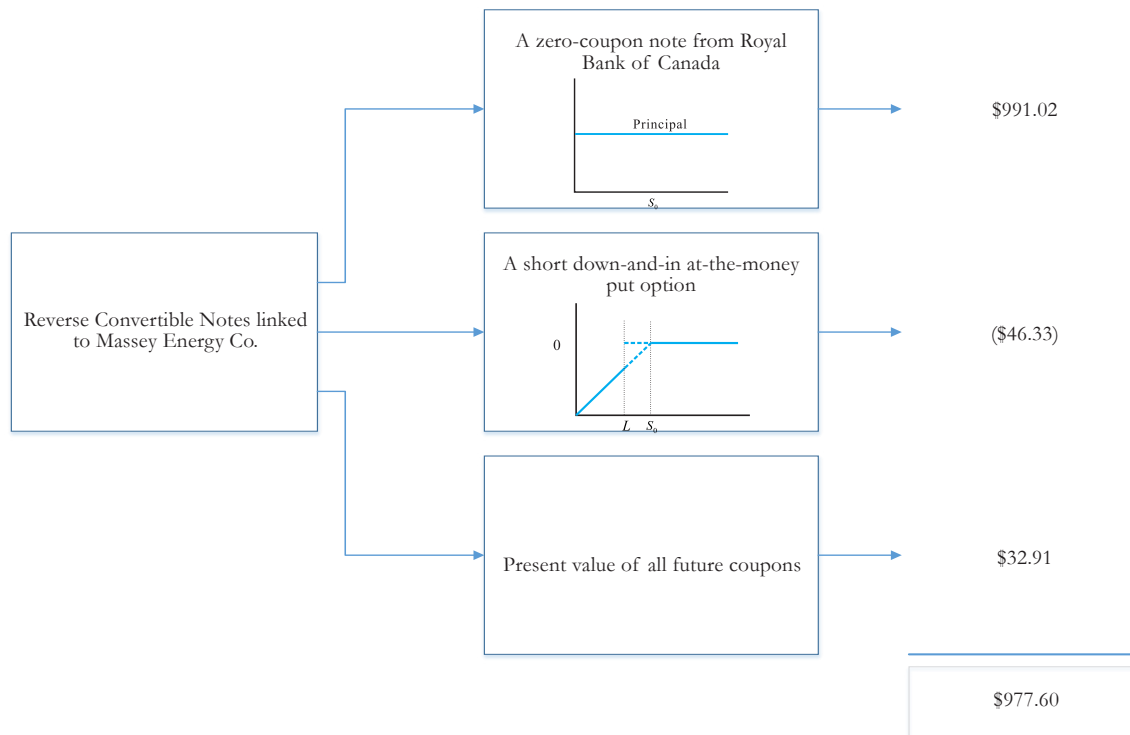 A zero-coupon note from Royal
Bank of Canada
Principal
S₀
$991.02
Reverse Convertible Notes linked
to Massey Energy Co.
A short down-and-in at-the-money
put option
0
L S₀
($46.33)
Present value of all future coupons
$32.91
$977.60